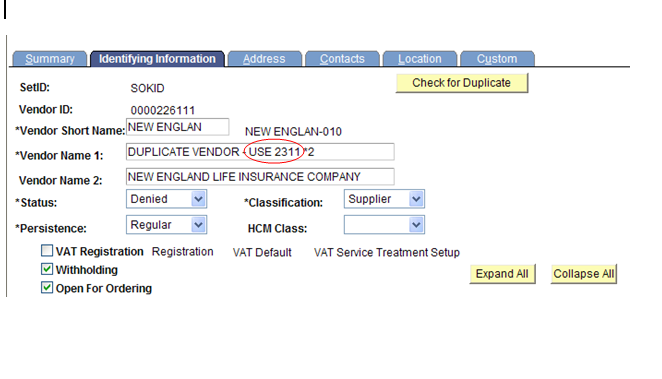 Summary Identifying Information Address Contacts Location Custom
SetID: SOKID Check for Duplicate
Vendor ID: 0000226111
*Vendor Short Name: NEW ENGLAN NEW ENGLAN-010
*Vendor Name 1: DUPLICATE VENDOR - USE 2311 *2
Vendor Name 2: NEW ENGLAND LIFE INSURANCE COMPANY
*Status: Denied *Classification: Supplier
*Persistence: Regular HCM Class:
VAT Registration Registration VAT Default VAT Service Treatment Setup
Withholding Expand All Collapse All
Open For Ordering